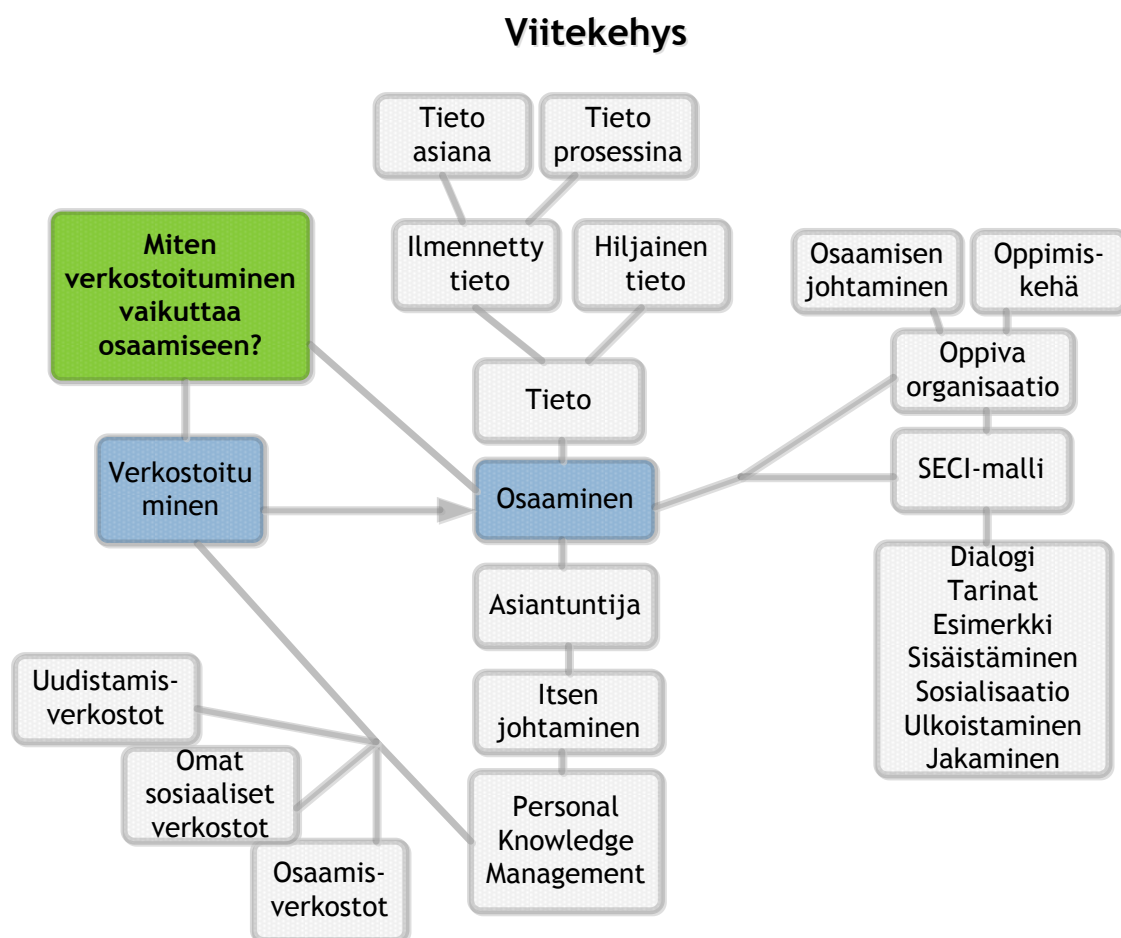 Viitekehys
Tieto
asiana
Tieto
prosessina
Miten
verkostoituminen
vaikuttaa
osaamiseen?
Ilmennetty
tieto
Hiljainen
tieto
Osaamisen
johtaminen
Oppimis-
kehä
Oppiva
organisaatio
Tieto
Verkostoitu
minen
Osaaminen
SECI-malli
Dialogi
Tarinat
Esimerkki
Sisäistäminen
Sosialisaatio
Ulkoistaminen
Jakaminen
Asiantuntija
Uudistamis-
verkostot
Itsen
johtaminen
Omat
sosiaaliset
verkostot
Personal
Knowledge
Management
Osaamis-
verkostot